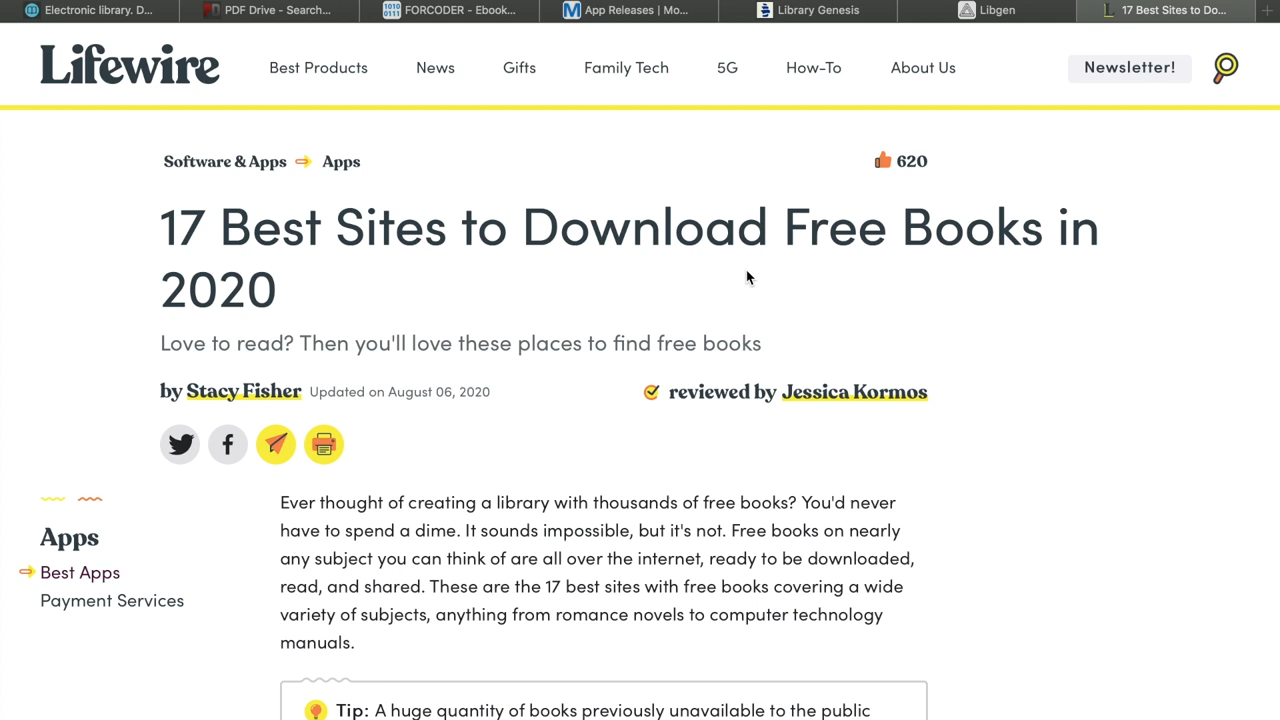 Electronic library. D...
PDF Drive - Search...
1010
0111
FORCODER - Ebook...
M
App Releases | Mo...
Library Genesis
Libgen
L
17 Best Sites to Do...
+
Lifewire
Best Products
News
Gifts
Family Tech
5G
How-To
About Us
Newsletter!
Software & Apps
Apps
620
17 Best Sites to Download Free Books in
2020
Love to read? Then you'll love these places to find free books
by Stacy Fisher Updated on August 06, 2020
reviewed by Jessica Kormos
Apps
Best Apps
Payment Services
Ever thought of creating a library with thousands of free books? You'd never
have to spend a dime. It sounds impossible, but it's not. Free books on nearly
any subject you can think of are all over the internet, ready to be downloaded,
read, and shared. These are the 17 best sites with free books covering a wide
variety of subjects, anything from romance novels to computer technology
manuals.
Tip: A huge quantity of books previously unavailable to the public